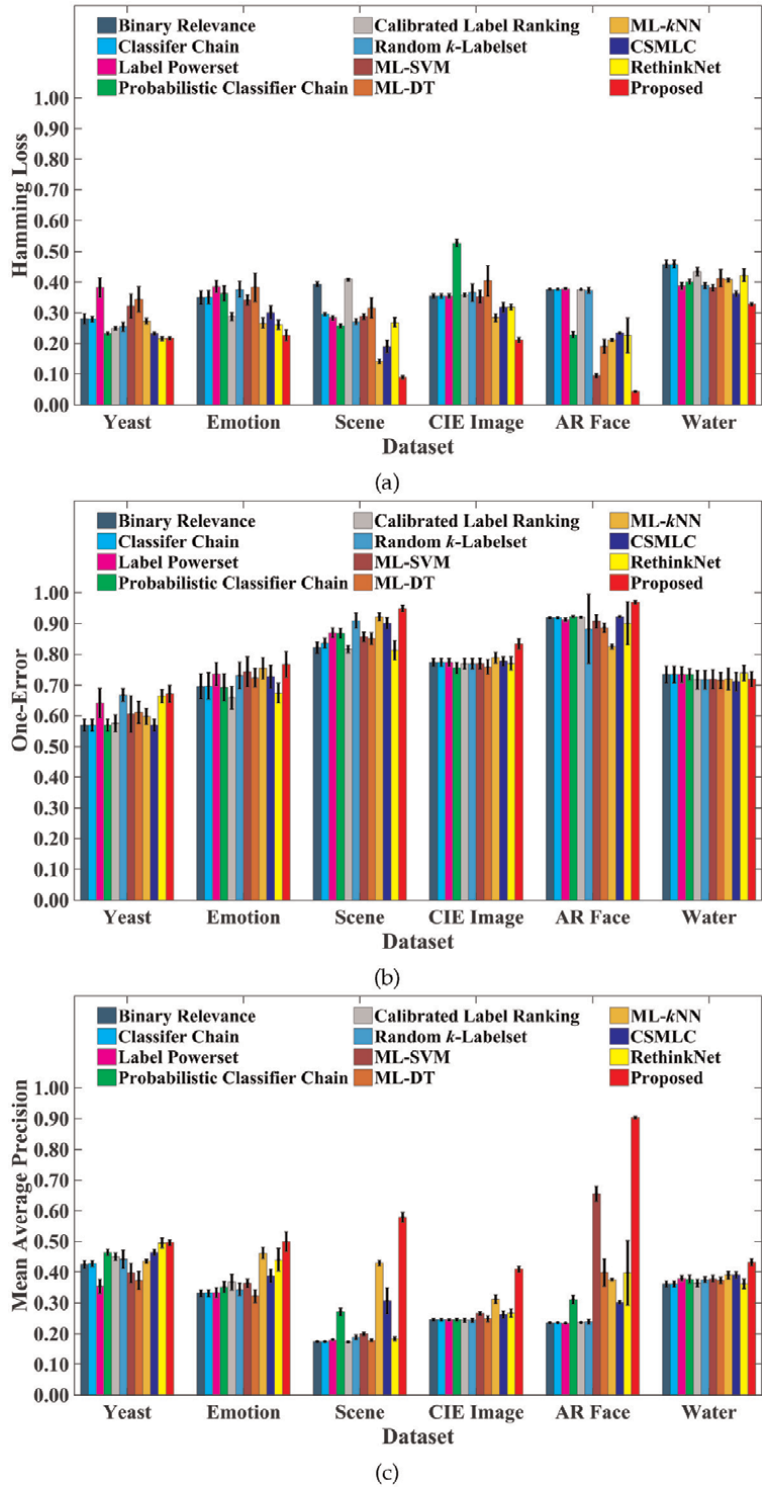 Binary Relevance Calibrated Label Ranking ML-kNN
Classifer Chain Random k-Labelset CSMLC
Label Powerset ML-SVM RethinkNet
Probabilistic Classifier Chain ML-DT Proposed
1.00
0.90
0.80
0.70
0.60
0.50
0.40
0.30
0.20
0.10
0.00
Hamming Loss
Yeast Emotion Scene CIE Image AR Face Water
Dataset
(a)
Binary Relevance Calibrated Label Ranking ML-kNN
Classifer Chain Random k-Labelset CSMLC
Label Powerset ML-SVM RethinkNet
Probabilistic Classifier Chain ML-DT Proposed
1.00
0.90
0.80
0.70
0.60
0.50
0.40
0.30
0.20
0.10
0.00
One-Error
Yeast Emotion Scene CIE Image AR Face Water
Dataset
(b)
Binary Relevance Calibrated Label Ranking ML-kNN
Classifer Chain Random k-Labelset CSMLC
Label Powerset ML-SVM RethinkNet
Probabilistic Classifier Chain ML-DT Proposed
1.00
0.90
0.80
0.70
0.60
0.50
0.40
0.30
0.20
0.10
0.00
Mean Average Precision
Yeast Emotion Scene CIE Image AR Face Water
Dataset
(c)